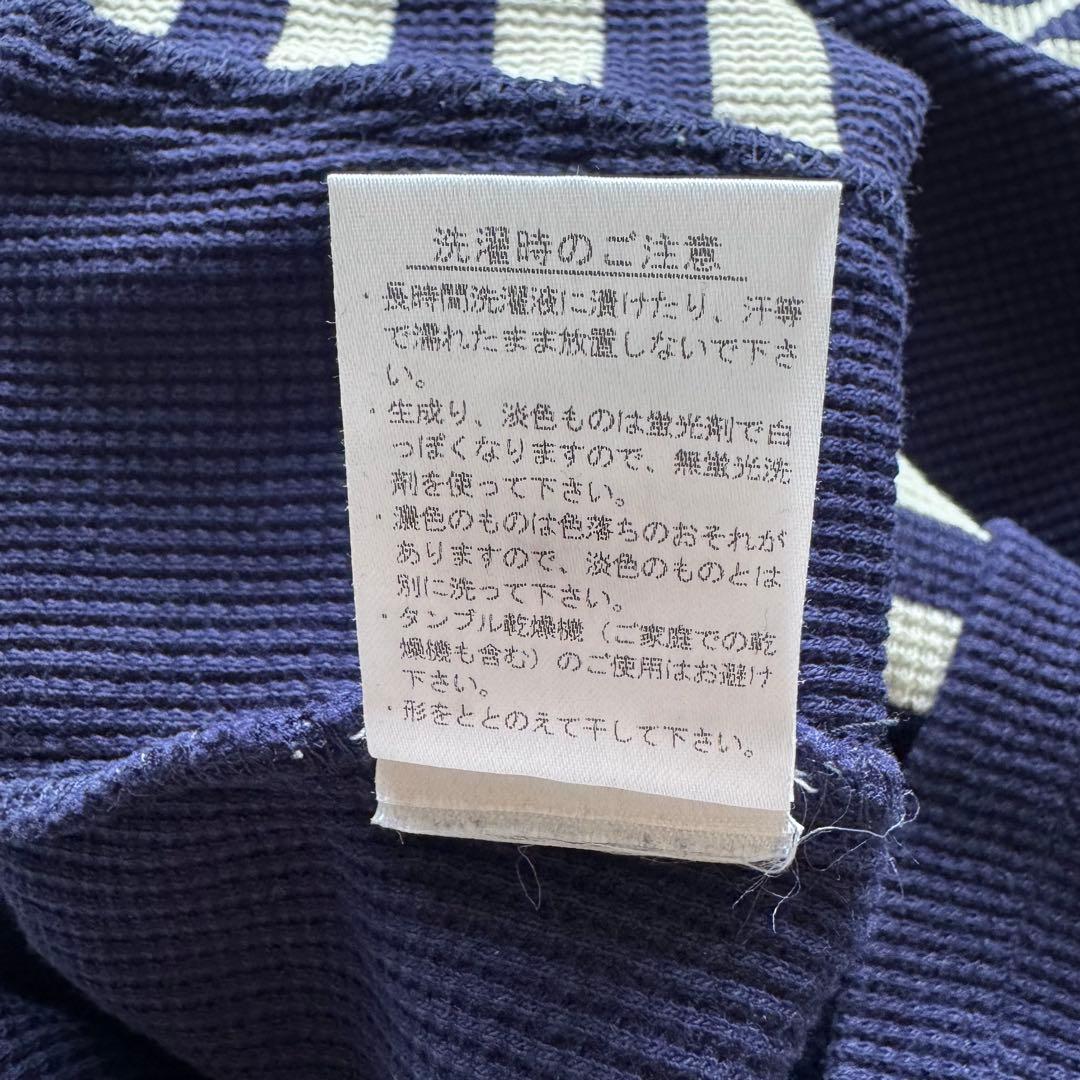 洗濯時のご注意
・長時間洗濯液に漬けたり、汗等
で濡れたまま放置しないで下さ
い。
・生成り、淡色ものは蛍光剤で白
っぽくなりますので、無蛍光洗
剤を使って下さい。
・濃色のものは色落ちのおそれが
ありますので、淡色のものとは
別に洗って下さい。
・タンブル乾燥機（ご家庭での乾
燥機も含む）のご使用はお避け
下さい。
・形をととのえて干して下さい。